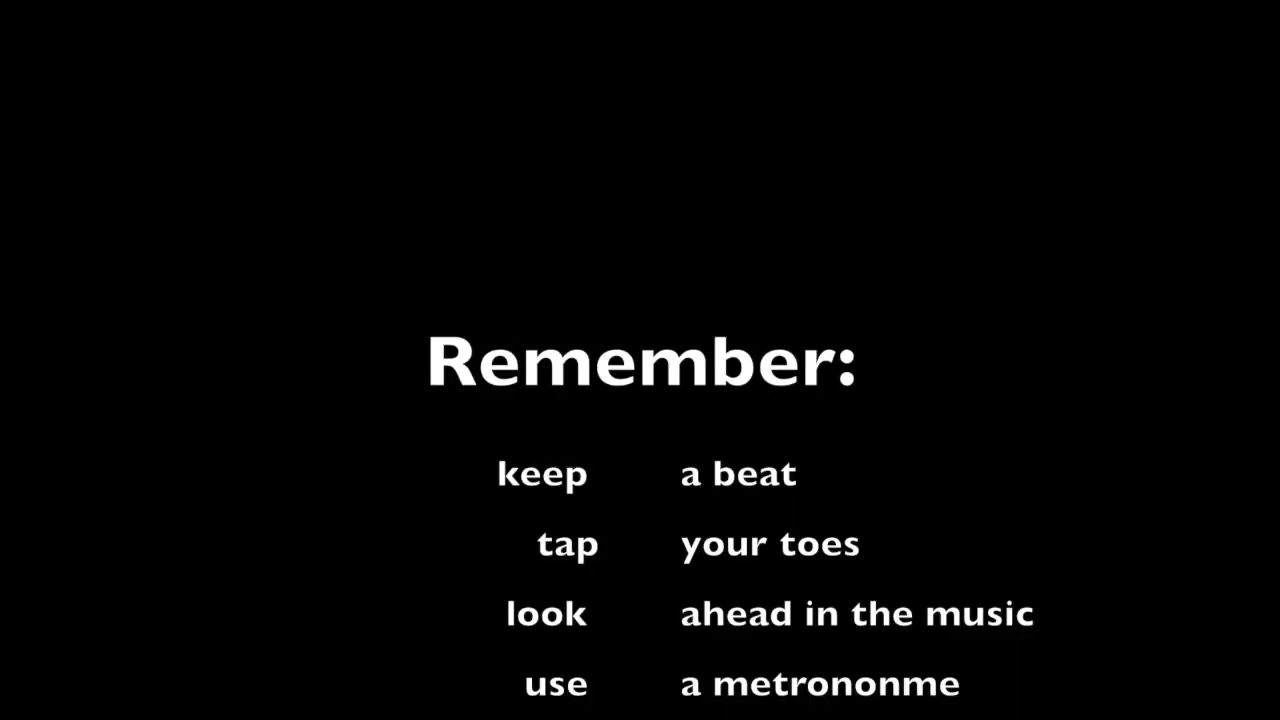 Remember:
keep a beat
tap your toes
look ahead in the music
use a metrononme